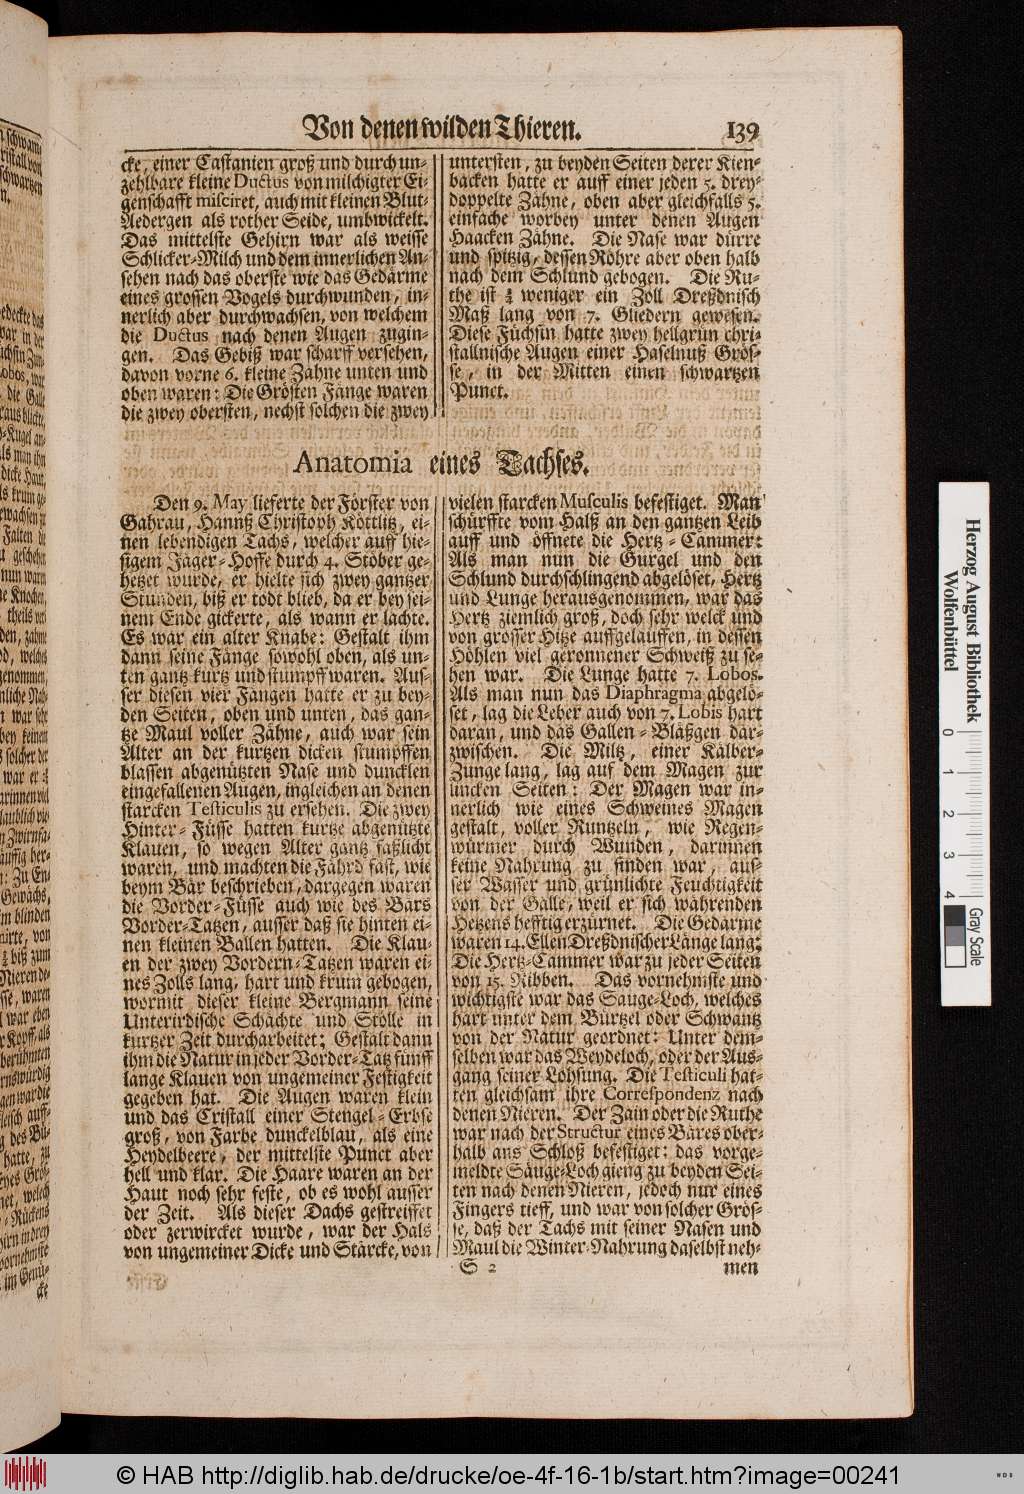 Von denen wilden Thieren. 139
cke, einer Castanien groß und durch un-
zehlbare kleine Ductus von milchigter Ei-
genschafft misciret, auch mit kleinen Blut-
Aedergen als rother Seide, umbwickelt.
Das mittelste Gehirn war als weisse
Schlicker-Milch und dem innerlichen An-
sehen nach das oberste wie das Gedärme
eines grossen Vogels durchwunden, in-
nerlich aber durchwachsen, von welchem
die Ductus nach denen Augen zugin-
gen. Das Gebiß war scharff versehen,
davon vorne 6. kleine Zähne unten und
oben waren: Die Grösten Fänge waren
die zwey obersten, nechst solchen die zwey
untersten, zu beyden Seiten derer Kien-
backen hatte er auff einer jeden 5. drey-
doppelte Zähne, oben aber gleichfalls 5.
einfache worbey unter denen Augen
Haacken Zähne. Die Nase war dürre
und spitzig, dessen Röhre aber oben halb
nach dem Schlund gebogen. Die Ru-
the ist weniger ein Zoll Dreßdnisch
Maß lang von 7. Gliedern gewesen.
Diese Füchsin hatte zwey hellgrün chri-
stallnische Augen einer Haselnuß Grös-
se, in der Mitten einen schwartzen
Punct.
Anatomia eines Tachses.
Den 9. May lieferte der Förster von
Gahrau, Hannß Christoph Köttlitz, ei-
nen lebendigen Tachs, welcher auff hie-
sigem Jäger-Hoffe durch 4. Stöber ge-
hetzet wurde, er hielte sich zwey gantzer
Stunden, biß er todt blieb, da er bey sei-
nem Ende gickerte, als wann er lachte.
Es war ein alter Knabe: Gestalt ihm
dann seine Fänge sowohl oben, als un-
ten gantz kurtz und stumpff waren. Aus-
ser diesen vier Fängen hatte er zu bey-
den Seiten, oben und unten, das gan-
tze Maul voller Zähne, auch war sein
Alter an der kurtzen dicken stumpffen
blassen abgenützten Nase und duncklen
eingefallenen Augen, ingleichen an denen
starcken Testiculis zu ersehen. Die zwey
Hinter-Füsse hatten kurtze abgenützte
Klauen, so wegen Alter gantz faßlicht
waren, und machten die Fährd fast, wie
beym Bär beschrieben, dargegen waren
die Vorder-Füsse auch wie des Bärs
Vorder-Tatzen, ausser daß sie hinten ei-
nen kleinen Ballen hatten. Die Klau-
en der zwey Vordern-Tatzen waren ei-
nes Zolls lang, hart und krum gebogen,
wormit dieser kleine Bergmann seine
Unterirdische Schächte und Stolle in
kurtzer Zeit durcharbeitet; Gestalt dann
ihm die Natur in jeder Vorder-Tatz fünff
lange Klauen von ungemeiner Festigkeit
gegeben hat. Die Augen waren klein
und das Cristall einer Stengel-Erbse
groß, von Farbe dunckelblau, als eine
Heydelbeere, der mittelste Punct aber
hell und klar. Die Haare waren an der
Haut noch sehr feste, ob es wohl ausser
der Zeit. Als dieser Dachs gestreiffet
oder zerwircket wurde, war der Hals
von ungemeiner Dicke und Stärcke, von
vielen starcken Musculis befestiget. Man
schürffte vom Halß an den gantzen Leib
auff und öffnete die Hertz-Cammer:
Als man nun die Gurgel und den
Schlund durchschlingend abgelöset, Hertz
und Lunge herausgenommen, war das
Hertz ziemlich groß, doch sehr welck und
von grosser Hitze auffgelauffen, in dessen
Höhlen viel geronnener Schweiß zu se-
hen war. Die Lunge hatte 7. Lobos.
Als man nun das Diaphragma abgelö-
set, lag die Leber auch von 7. Lobis hart
daran, und das Gallen-Bläßgen dar-
zwischen. Die Miltz, einer Kälber-
Zunge lang, lag auf dem Magen zur
lincken Seiten: Der Magen war in-
nerlich wie eines Schweines Magen
gestalt, voller Runtzeln, wie Regen-
würmer durch Wunden, darinnen
keine Nahrung zu finden war, aus-
ser Wasser und grünlichte Feuchtigkeit
von der Galle, weil er sich währenden
Hetzens hefftig erzürnet. Die Gedärme
waren 14. Ellen Dreßdnischer Länge lang;
Die Hertz-Cammer war zu jeder Seiten
von 15. Ribben. Das vornehmste und
wichtigste war das Sauge-Loch, welches
hart unter dem Bürtzel oder Schwantz
von der Natur geordnet: Unter dem-
selben war das Weydeloch, oder der Aus-
gang seiner Losung. Die Testiculi hat-
ten gleichsam ihre Correspondenz nach
denen Nieren. Der Zain oder die Ruthe
war nach der Structur eines Bäres ober-
halb ans Schloß befestiget: das vorge-
meldte Säuge-Loch gieng zu beyden Sei-
ten nach denen Nieren, jedoch nur eines
Fingers tieff, und war von solcher Grös-
se, daß der Tachs mit seiner Nasen und
Maul die Winter-Nahrung daselbst neh-
S 2 men
Herzog August Bibliothek
Wolfenbüttel
0 1 2 3 4
Gray Scale
© HAB http://diglib.hab.de/drucke/oe-4f-16-1b/start.htm?image=00241